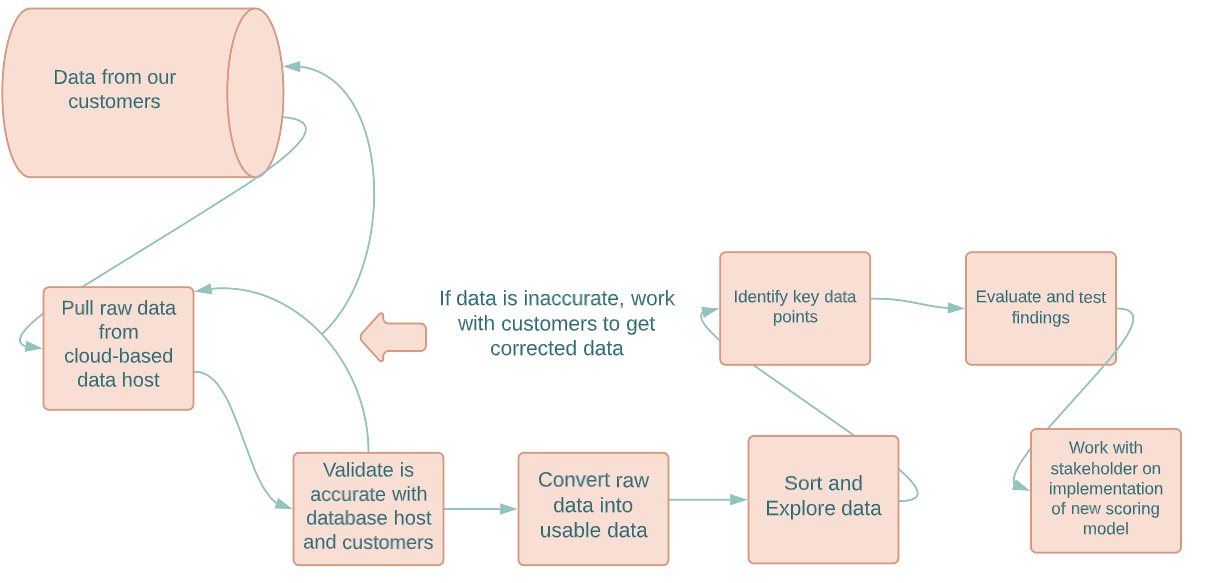 Data from our
customers
Pull raw data
from
cloud-based
data host
If data is inaccurate, work
with customers to get
corrected data
Validate is
accurate with
database host
and customers
Convert raw
data into
usable data
Sort and
Explore data
Identify key data
points
Evaluate and test
findings
Work with
stakeholder on
implementation
of new scoring
model